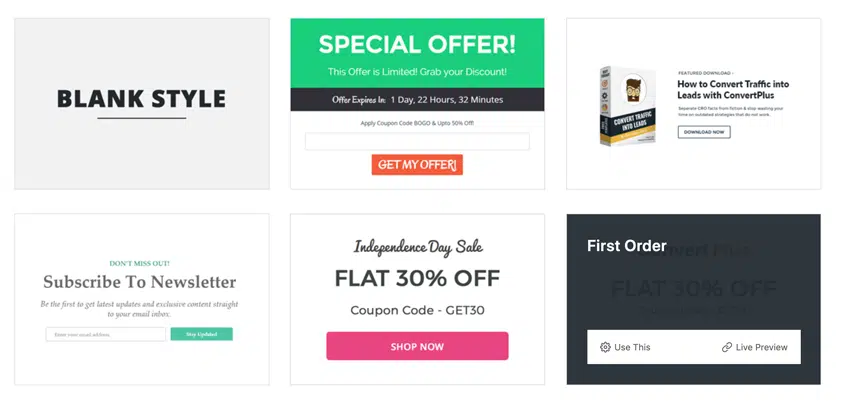 BLANK STYLE
SPECIAL OFFER!
This Offer is Limited! Grab your Discount!
Offer Expires In: 1 Day, 22 Hours, 32 Minutes
Apply Coupon Code BOGO & Upto 50% Off!
GET MY OFFER!
CONVERT TRAFFIC
INTO LEADS
FEATURED DOWNLOAD -
How to Convert Traffic into
Leads with ConvertPlus
Separate CRO facts from fiction & stop wasting your
time on outdated strategies that do not work.
DOWNLOAD NOW
DON'T MISS OUT!
Subscribe To Newsletter
Be the first to get latest updates and exclusive content straight
to your email inbox.
Enter your email address
Stay Updated!
Independence Day Sale
FLAT 30% OFF
Coupon Code - GET30
SHOP NOW
First Order
Convert Plus
FLAT 30% OFF
Use This
Live Preview